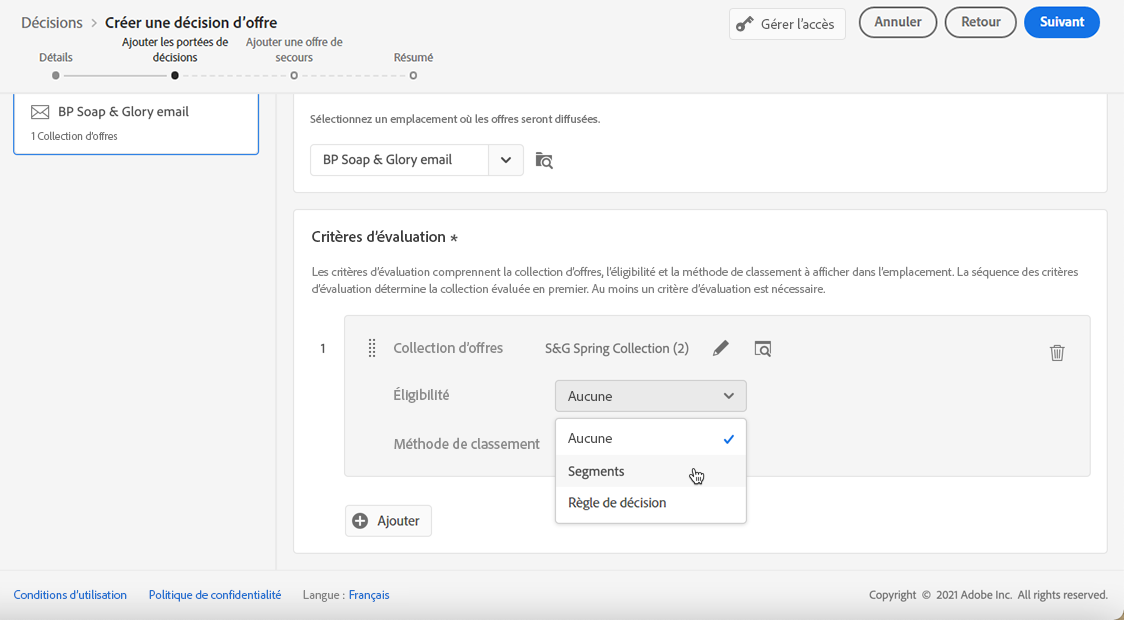 Décisions > Créer une décision d'offre
Gérer l'accès
Annuler
Retour
Suivant
Détails
Ajouter les portées de
décisions
Ajouter une offre de
secours
Résumé
BP Soap & Glory email
1 Collection d'offres
Sélectionnez un emplacement où les offres seront diffusées.
BP Soap & Glory email
Critères d'évaluation *
Les critères d'évaluation comprennent la collection d'offres, l'éligibilité et la méthode de classement à afficher dans l'emplacement. La séquence des critères
d'évaluation détermine la collection évaluée en premier. Au moins un critère d'évaluation est nécessaire.
1
Collection d'offres
S&G Spring Collection (2)
Éligibilité
Aucune
Méthode de classement
Aucune
Segments
Règle de décision
Ajouter
Conditions d'utilisation
Politique de confidentialité
Langue : Français
Copyright © 2021 Adobe Inc. All rights reserved.